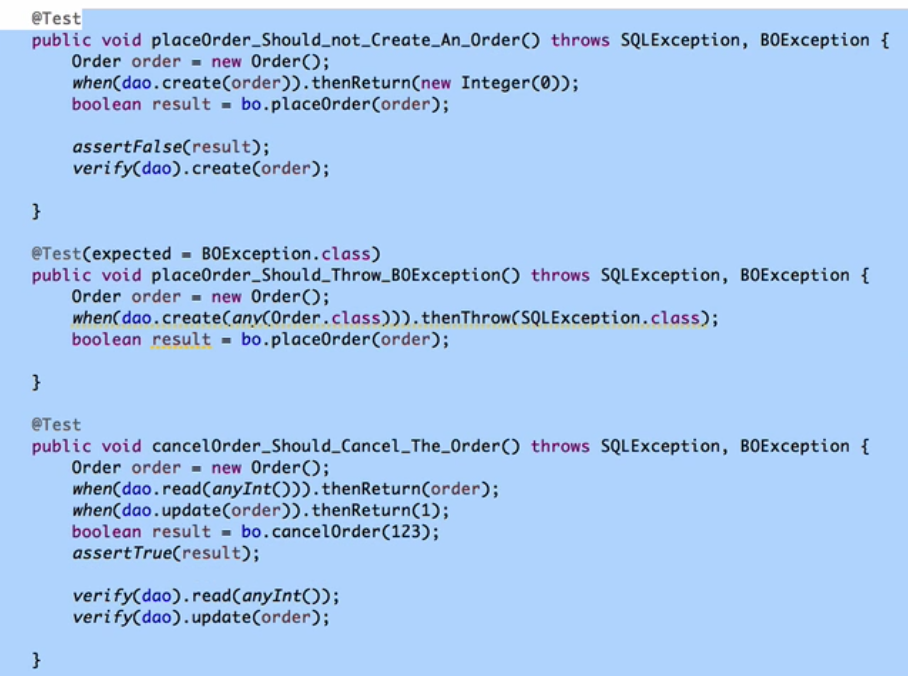 @Test
public void placeOrder_Should_not_Create_An_Order() throws SQLException, BOException {
Order order = new Order();
when(dao.create(order)).thenReturn(new Integer(0));
boolean result = bo.placeOrder(order);
assertFalse(result);
verify(dao).create(order);
}
@Test(expected = BOException.class)
public void placeOrder_Should_Throw_BOException() throws SQLException, BOException {
Order order = new Order();
when(dao.create(any(Order.class))).thenThrow(SQLException.class);
boolean result = bo.placeOrder(order);
}
@Test
public void cancelOrder_Should_Cancel_The_Order() throws SQLException, BOException {
Order order = new Order();
when(dao.read(anyInt())).thenReturn(order);
when(dao.update(order)).thenReturn(1);
boolean result = bo.cancelOrder(123);
assertTrue(result);
verify(dao).read(anyInt());
verify(dao).update(order);
}